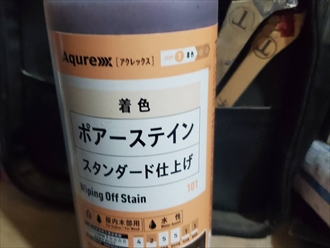 Aqurexxx [アクレックス]
着色
ポアーステイン
スタンダード仕上げ
Wiping Off Stain 101
屋内木部用 水性